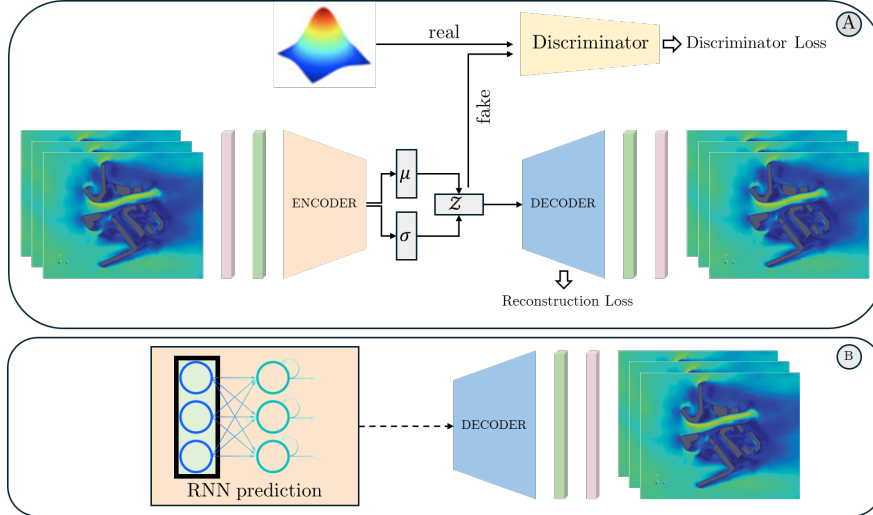 A
real
Discriminator
Discriminator Loss
fake
ENCODER
μ
σ
𝒵
DECODER
Reconstruction Loss
B
RNN prediction
DECODER